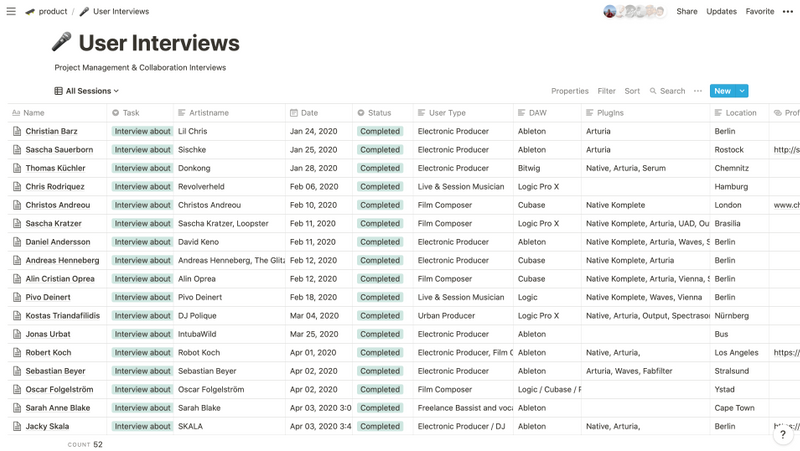 product / User Interviews
Share Updates Favorite •••
User Interviews
Project Management & Collaboration Interviews
All Sessions
Properties Filter Sort Search ••• New
Name Task Artistname Date Status User Type DAW PlugIns Location Prof
Christian Barz Interview about Lil Chris Jan 24, 2020 Completed Electronic Producer Ableton Arturia Berlin
Sascha Sauerborn Interview about Sischke Jan 25, 2020 Completed Electronic Producer Ableton Arturia Rostock http://s
Thomas Küchler Interview about Donkong Jan 28, 2020 Completed Electronic Producer Bitwig Native, Arturia, Serum Chemnitz
Chris Rodriquez Interview about Revolverheld Feb 06, 2020 Completed Live & Session Musician Logic Pro X Hamburg
Christos Andreou Interview about Christos Andreou Feb 10, 2020 Completed Film Composer Cubase Native Komplete London www.ch
Sascha Kratzer Interview about Sascha Kratzer, Loopster Feb 11, 2020 Completed Film Composer Logic Pro X Native Komplete, Arturia, UAD, Ou Brasilia
Daniel Andersson Interview about David Keno Feb 11, 2020 Completed Electronic Producer Ableton Native Komplete, Arturia, Waves, S Berlin
Andreas Henneberg Interview about Andreas Henneberg, The Glitz Feb 12, 2020 Completed Electronic Producer Cubase Native Komplete, Arturia Berlin
Alin Cristian Oprea Interview about Alin Oprea Feb 12, 2020 Completed Film Composer Cubase Native Komplete, Arturia, Vienna, S Berlin
Pivo Deinert Interview about Pivo Deinert Feb 18, 2020 Completed Live & Session Musician Logic Native Komplete, Waves, Vienna Berlin
Kostas Triandafilidis Interview about DJ Polique Mar 04, 2020 Completed Urban Producer Logic Pro X Native, Arturia, Output, Spectrason Nürnberg
Jonas Urbat Interview about IntubaWild Mar 25, 2020 Completed Electronic Producer Ableton Bus
Robert Koch Interview about Robot Koch Apr 01, 2020 Completed Electronic Producer, Film C Ableton Native, Los Angeles https://
Sebastian Beyer Interview about Sebastian Beyer Apr 02, 2020 Completed Electronic Producer Ableton Arturia, Waves, Fabfilter Stralsund
Oscar Folgelström Interview about Oscar Folgelström Apr 02, 2020 Completed Film Composer Logic / Cubase / P Ystad
Sarah Anne Blake Interview about Sarah Blake Apr 03, 2020 3:0 Completed Freelance Bassist and voca Ableton Cape Town
Jacky Skala Interview about SKALA Apr 03, 2020 3:4 Completed Electronic Producer / DJ Ableton Native, Arturia, Berlin
COUNT 52
?